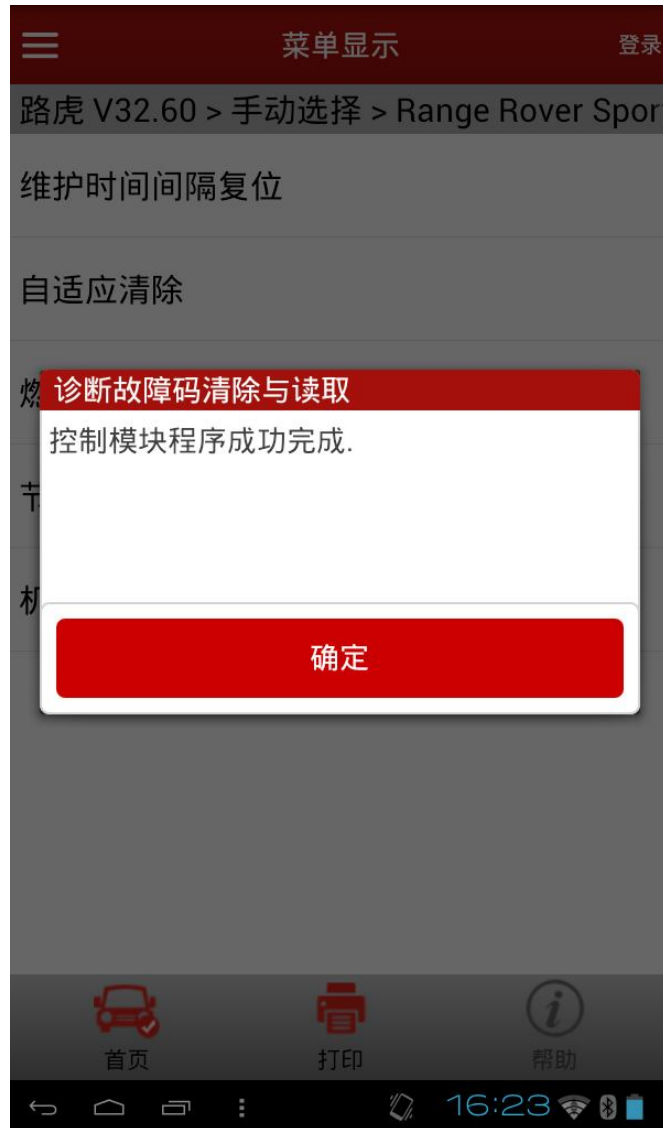 菜单显示
登录
路虎 V32.60 > 手动选择 > Range Rover Spor
维护时间间隔复位
自适应清除
燃
诊断故障码清除与读取
控制模块程序成功完成.
节
机
确定
首页
打印
帮助
16:23